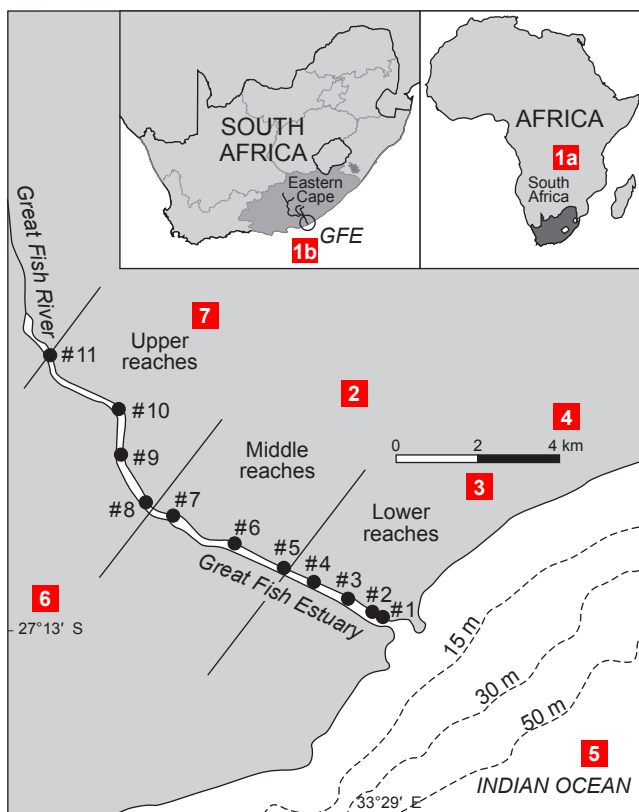 SOUTH
AFRICA
Eastern
Cape
GFE
1b
AFRICA
1a
South
Africa
Great Fish River
7
Upper
reaches
#11
2
#10
4
0 2 4 km
Middle
reaches
#9
3
Lower
reaches
#8
#7
#6
#5
#4
#3
#2
#1
Great Fish Estuary
6
27°13′ S
15 m
30 m
50 m
5
INDIAN OCEAN
33°29′ E